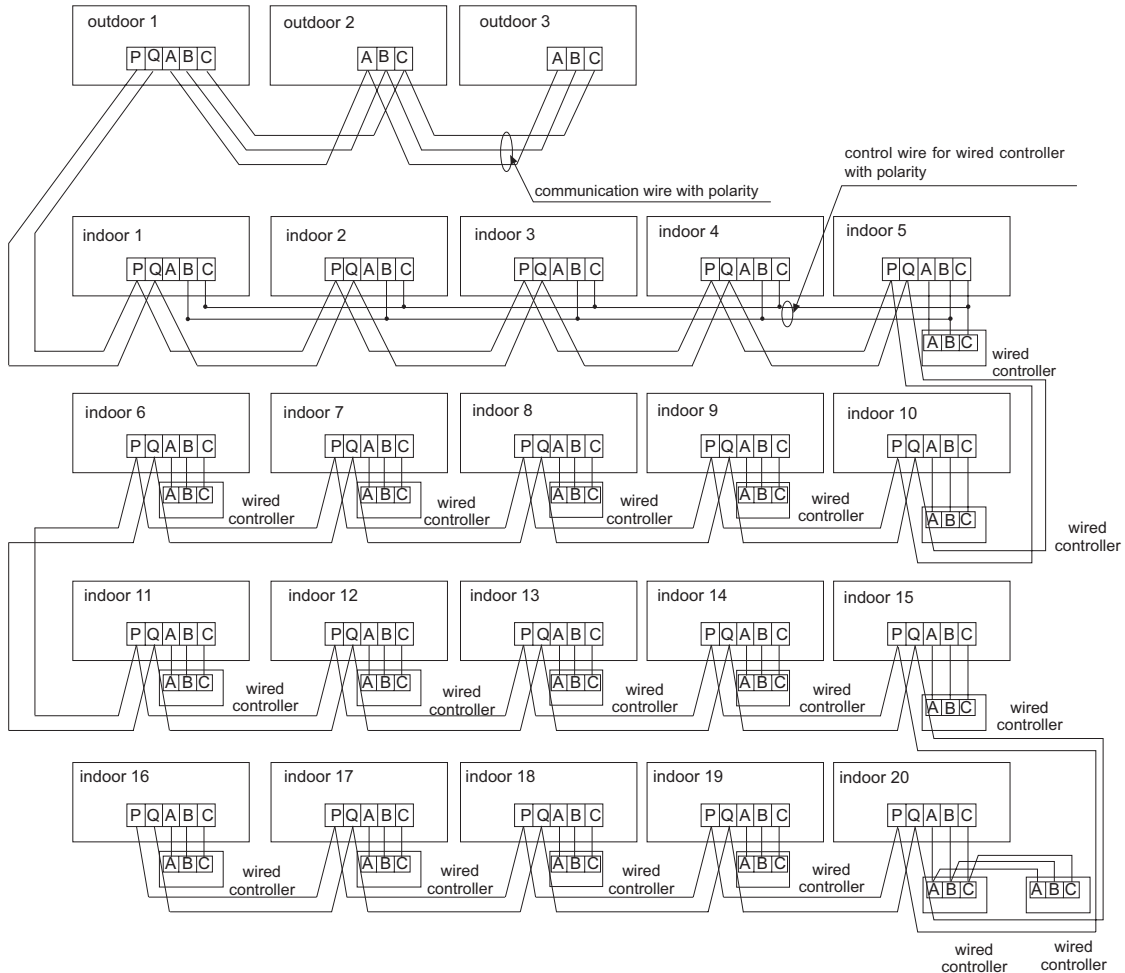 outdoor 1
outdoor 2
outdoor 3
P Q A B C
A B C
A B C
control wire for wired controller
with polarity
communication wire with polarity
indoor 1
indoor 2
indoor 3
indoor 4
indoor 5
P Q A B C
P Q A B C
P Q A B C
P Q A B C
P Q A B C
A B C
wired
controller
indoor 6
indoor 7
indoor 8
indoor 9
indoor 10
P Q A B C
P Q A B C
P Q A B C
P Q A B C
P Q A B C
A B C
wired
controller
A B C
wired
controller
A B C
wired
controller
A B C
wired
controller
A B C
wired
controller
indoor 11
indoor 12
indoor 13
indoor 14
indoor 15
P Q A B C
P Q A B C
P Q A B C
P Q A B C
P Q A B C
A B C
wired
controller
A B C
wired
controller
A B C
wired
controller
A B C
wired
controller
A B C
wired
controller
indoor 16
indoor 17
indoor 18
indoor 19
indoor 20
P Q A B C
P Q A B C
P Q A B C
P Q A B C
P Q A B C
A B C
wired
controller
A B C
wired
controller
A B C
wired
controller
A B C
wired
controller
A B C
A B C
wired
controller
wired
controller